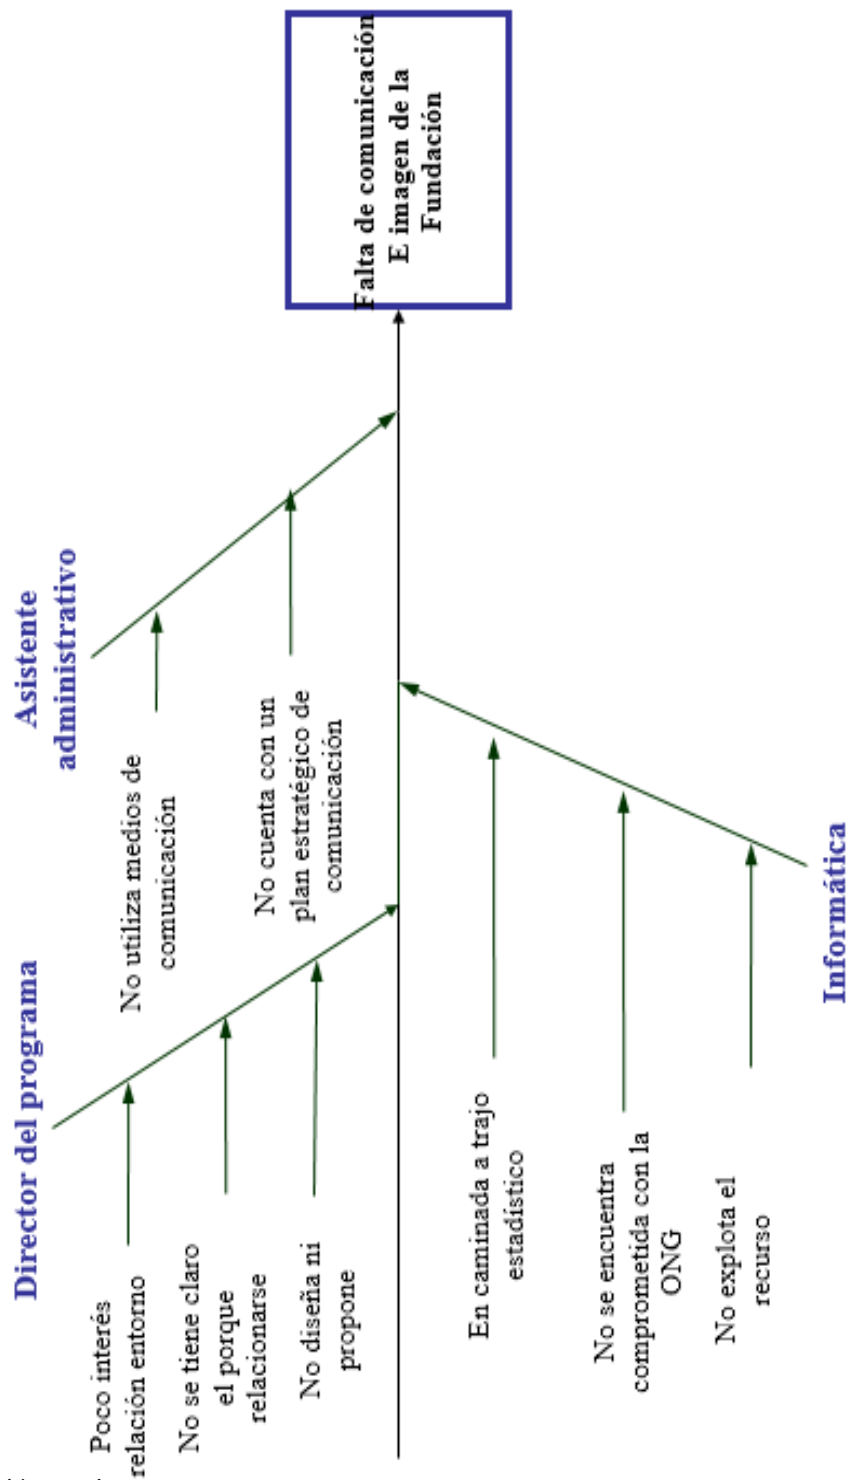 Director del programa
Asistente
administrativo
Poco interés
relación entorno
No se tiene claro
el porque
relacionarse
No diseña ni
propone
No utiliza medios de
comunicación
No cuenta con un
plan estratégico de
comunicación
Falta de comunicación
E imagen de la
Fundación
En caminada a trajo
estadístico
No se encuentra
comprometida con la
ONG
No explota el
recurso
Informática